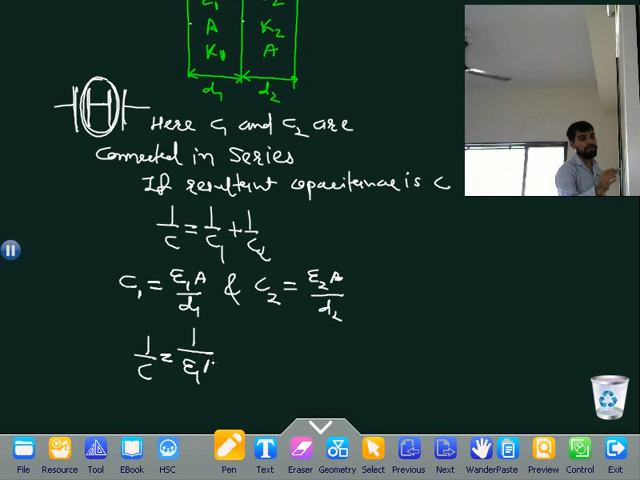 A K₂
K₁ A
d₁ d₂
Here C₁ and C₂ are
Connected in Series
If resultant capacitance is C
1/C = 1/C₁ + 1/C₂
C₁ = ε₁A/d₁ & C₂ = ε₂A/d₂
1/C = 1/ε₁
File Resource Tool EBook HSC Pen Text Eraser Geometry Select Previous Next Wander Paste Preview Control Exit